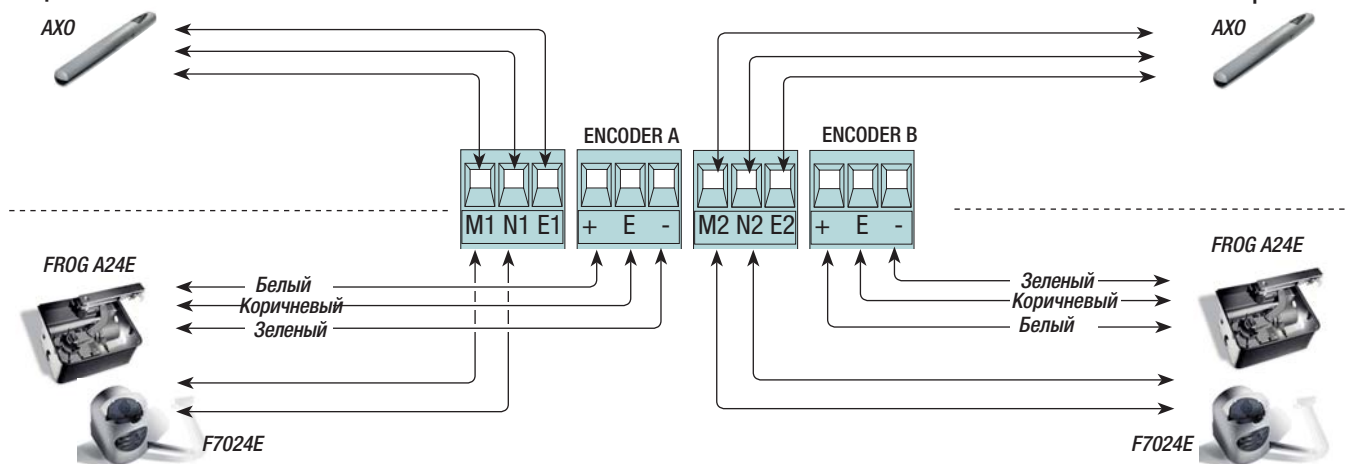 AXO
AXO
ENCODER A
ENCODER B
M1 N1 E1
+ E -
M2 N2 E2
+ E -
FROG A24E
FROG A24E
Белый
Коричневый
Зеленый
Зеленый
Коричневый
Белый
F7024E
F7024E